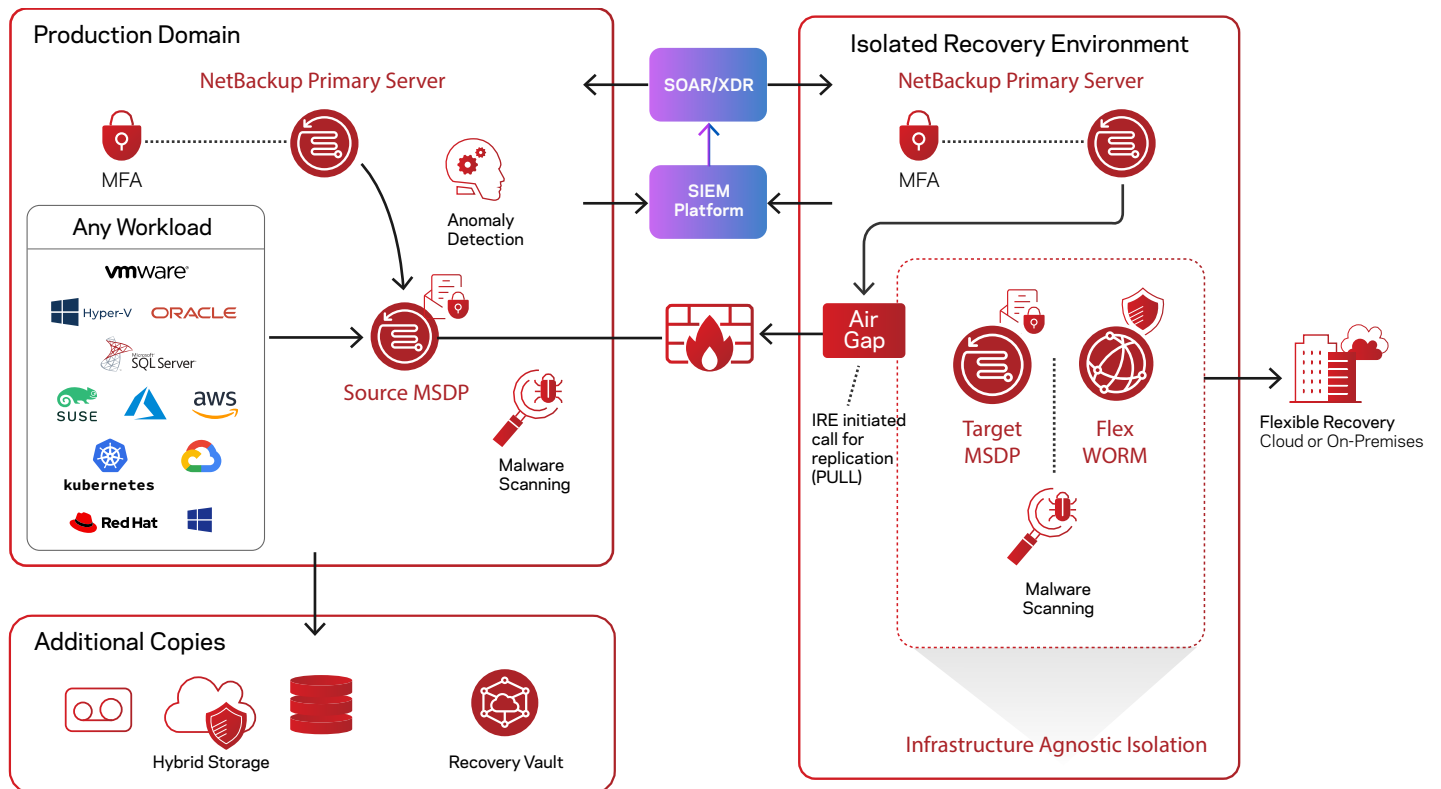 Production Domain
NetBackup Primary Server
MFA
Anomaly
Detection
Any Workload
vmware®
Hyper-V
ORACLE
Microsoft
SQL Server
SUSE
aws
kubernetes
Red Hat
Source MSDP
Malware
Scanning
SOAR/XDR
SIEM
Platform
Isolated Recovery Environment
NetBackup Primary Server
MFA
Air
Gap
IRE initiated
call for
replication
(PULL)
Target
MSDP
Flex
WORM
Malware
Scanning
Infrastructure Agnostic Isolation
Flexible Recovery
Cloud or On-Premises
Additional Copies
Hybrid Storage
Recovery Vault